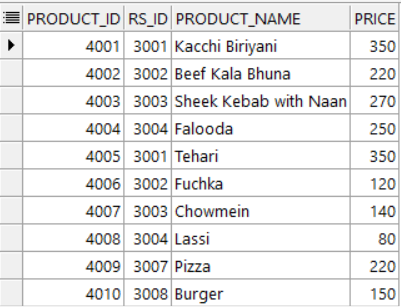 PRODUCT_ID RS_ID PRODUCT_NAME PRICE
4001 3001 Kacchi Biriyani 350
4002 3002 Beef Kala Bhuna 220
4003 3003 Sheek Kebab with Naan 270
4004 3004 Falooda 250
4005 3001 Tehari 350
4006 3002 Fuchka 120
4007 3003 Chowmein 140
4008 3004 Lassi 80
4009 3007 Pizza 220
4010 3008 Burger 150